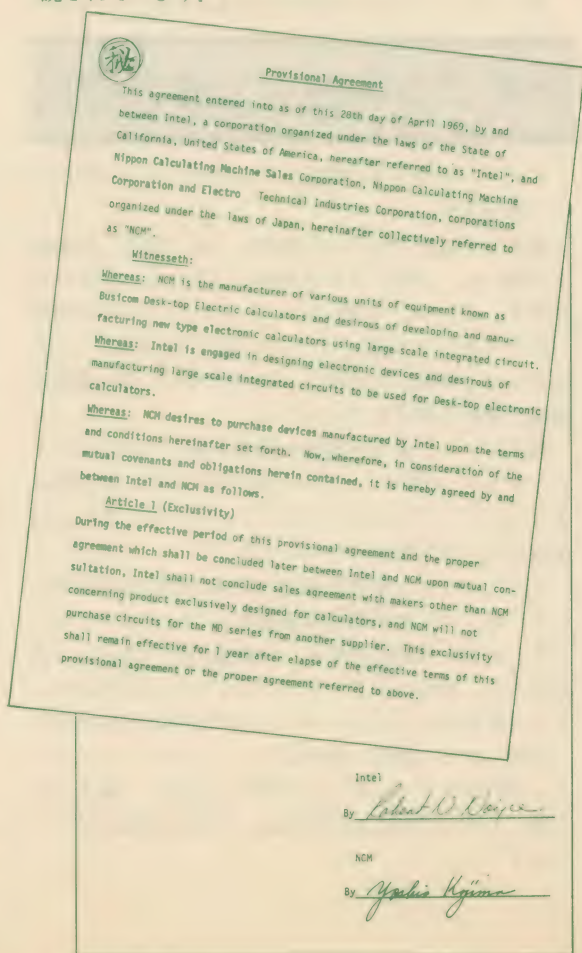 秘
Provisional Agreement
This agreement entered into as of this 28th day of April 1969, by and
between Intel, a corporation organized under the laws of the State of
California, United States of America, hereafter referred to as "Intel", and
Nippon Calculating Machine Sales Corporation, Nippon Calculating Machine
Corporation and Electro Technical Industries Corporation, corporations
organized under the laws of Japan, hereinafter collectively referred to
as "NCM".
Witnesseth:
Whereas: NCM is the manufacturer of various units of equipment known as
Busicom Desk-top Electric Calculators and desirous of developing and manu-
facturing new type electronic calculators using large scale integrated circuit.
Whereas: Intel is engaged in designing electronic devices and desirous of
manufacturing large scale integrated circuits to be used for Desk-top electronic
calculators.
Whereas: NCM desires to purchase devices manufactured by Intel upon the terms
and conditions hereinafter set forth. Now, wherefore, in consideration of the
mutual covenants and obligations herein contained, it is hereby agreed by and
between Intel and NCM as follows.
Article 1 (Exclusivity)
During the effective period of this provisional agreement and the proper
agreement which shall be concluded later between Intel and NCM upon mutual con-
sultation, Intel shall not conclude sales agreement with makers other than NCM
concerning product exclusively designed for calculators, and NCM will not
purchase circuits for the MD series from another supplier. This exclusivity
shall remain effective for 1 year after elapse of the effective terms of this
provisional agreement or the proper agreement referred to above.
Intel
By Robert N. Noyce
NCM
By Yoshio Kojima